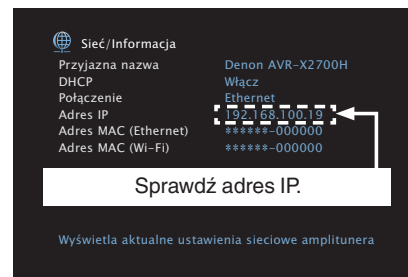 Sieć/Informacja
Przyjazna nazwa Denon AVR-X2700H
DHCP Włącz
Połączenie Ethernet
Adres IP 192.168.100.19
Adres MAC (Ethernet) ******-000000
Adres MAC (Wi-Fi) ******-000000
Sprawdź adres IP.
Wyświetla aktualne ustawienia sieciowe amplitunera